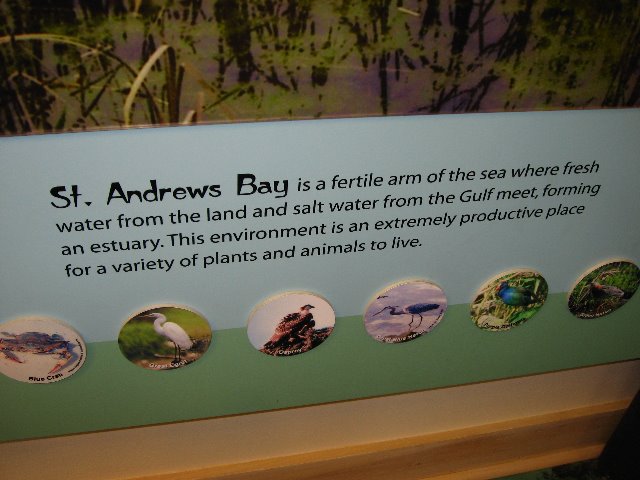 St. Andrews Bay is a fertile arm of the sea where fresh
water from the land and salt water from the Gulf meet, forming
an estuary. This environment is an extremely productive place
for a variety of plants and animals to live.
Blue Crab
Great Egret
Osprey